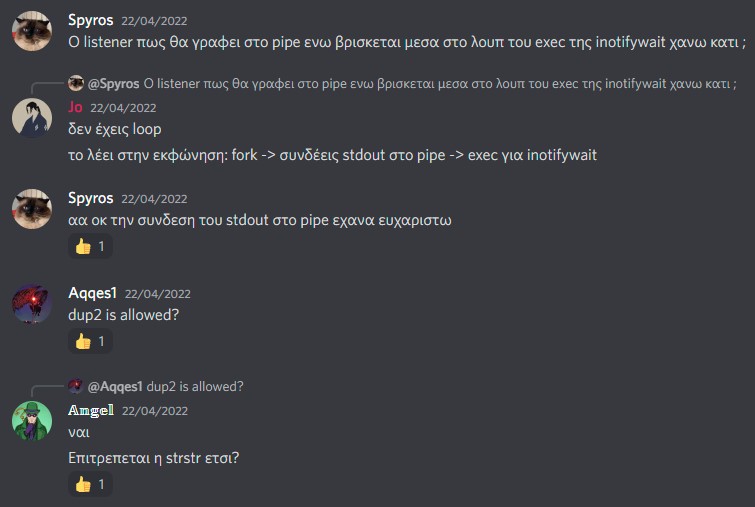 Spyros 22/04/2022
Ο listener πως θα γραφει στο pipe ενω βρισκεται μεσα στο λουπ του exec της inotifywait χανω κατι ;
@Spyros Ο listener πως θα γραφει στο pipe ενω βρισκεται μεσα στο λουπ του exec της inotifywait χανω κατι ;
Jo 22/04/2022
δεν έχεις loop
το λέει στην εκφώνηση: fork -> συνδέεις stdout στο pipe -> exec για inotifywait
Spyros 22/04/2022
αα οκ την συνδεση του stdout στο pipe εχανα ευχαριστω
👍 1
Aqqes1 22/04/2022
dup2 is allowed?
👍 1
@Aqqes1 dup2 is allowed?
𝔸𝕟𝕘𝕖𝕝 22/04/2022
ναι
Επιτρεπεται η strstr ετσι?
👍 1